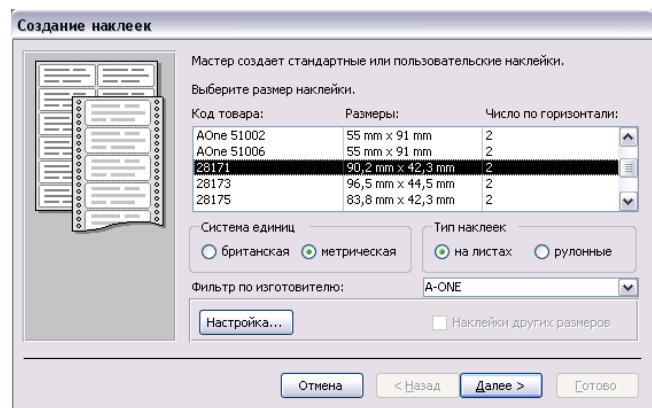 Создание наклеек
Мастер создает стандартные или пользовательские наклейки.
Выберите размер наклейки.
Код товара: Размеры: Число по горизонтали:
AOne 51002 55 mm x 91 mm 2
AOne 51006 55 mm x 91 mm 2
28171 90,2 mm x 42,3 mm 2
28173 96,5 mm x 44,5 mm 2
28175 83,8 mm x 42,3 mm 2
Система единиц Тип наклеек
британская метрическая на листах рулонные
Фильтр по изготовителю: A-ONE
Настройка... Наклейки других размеров
Отмена < Назад Далее > Готово